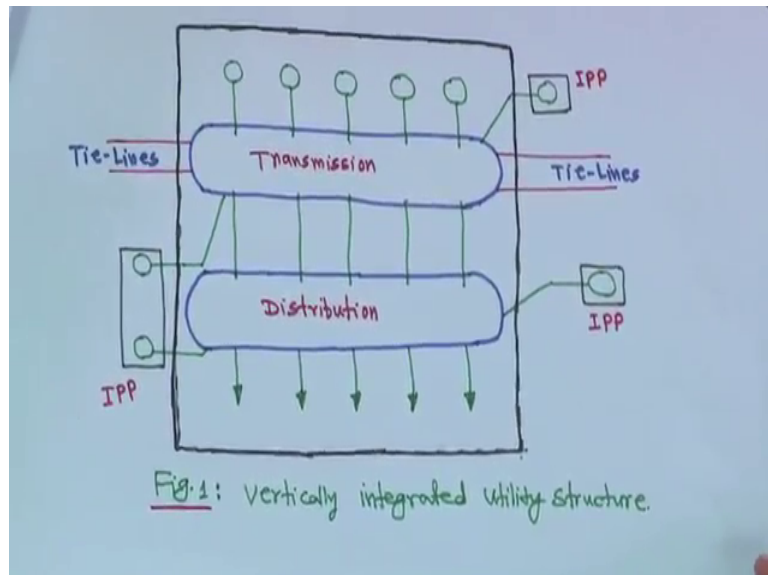 IPP
Transmission
Tie-Lines
Tie-Lines
Distribution
IPP
IPP
Fig.1: Vertically integrated utility structure.